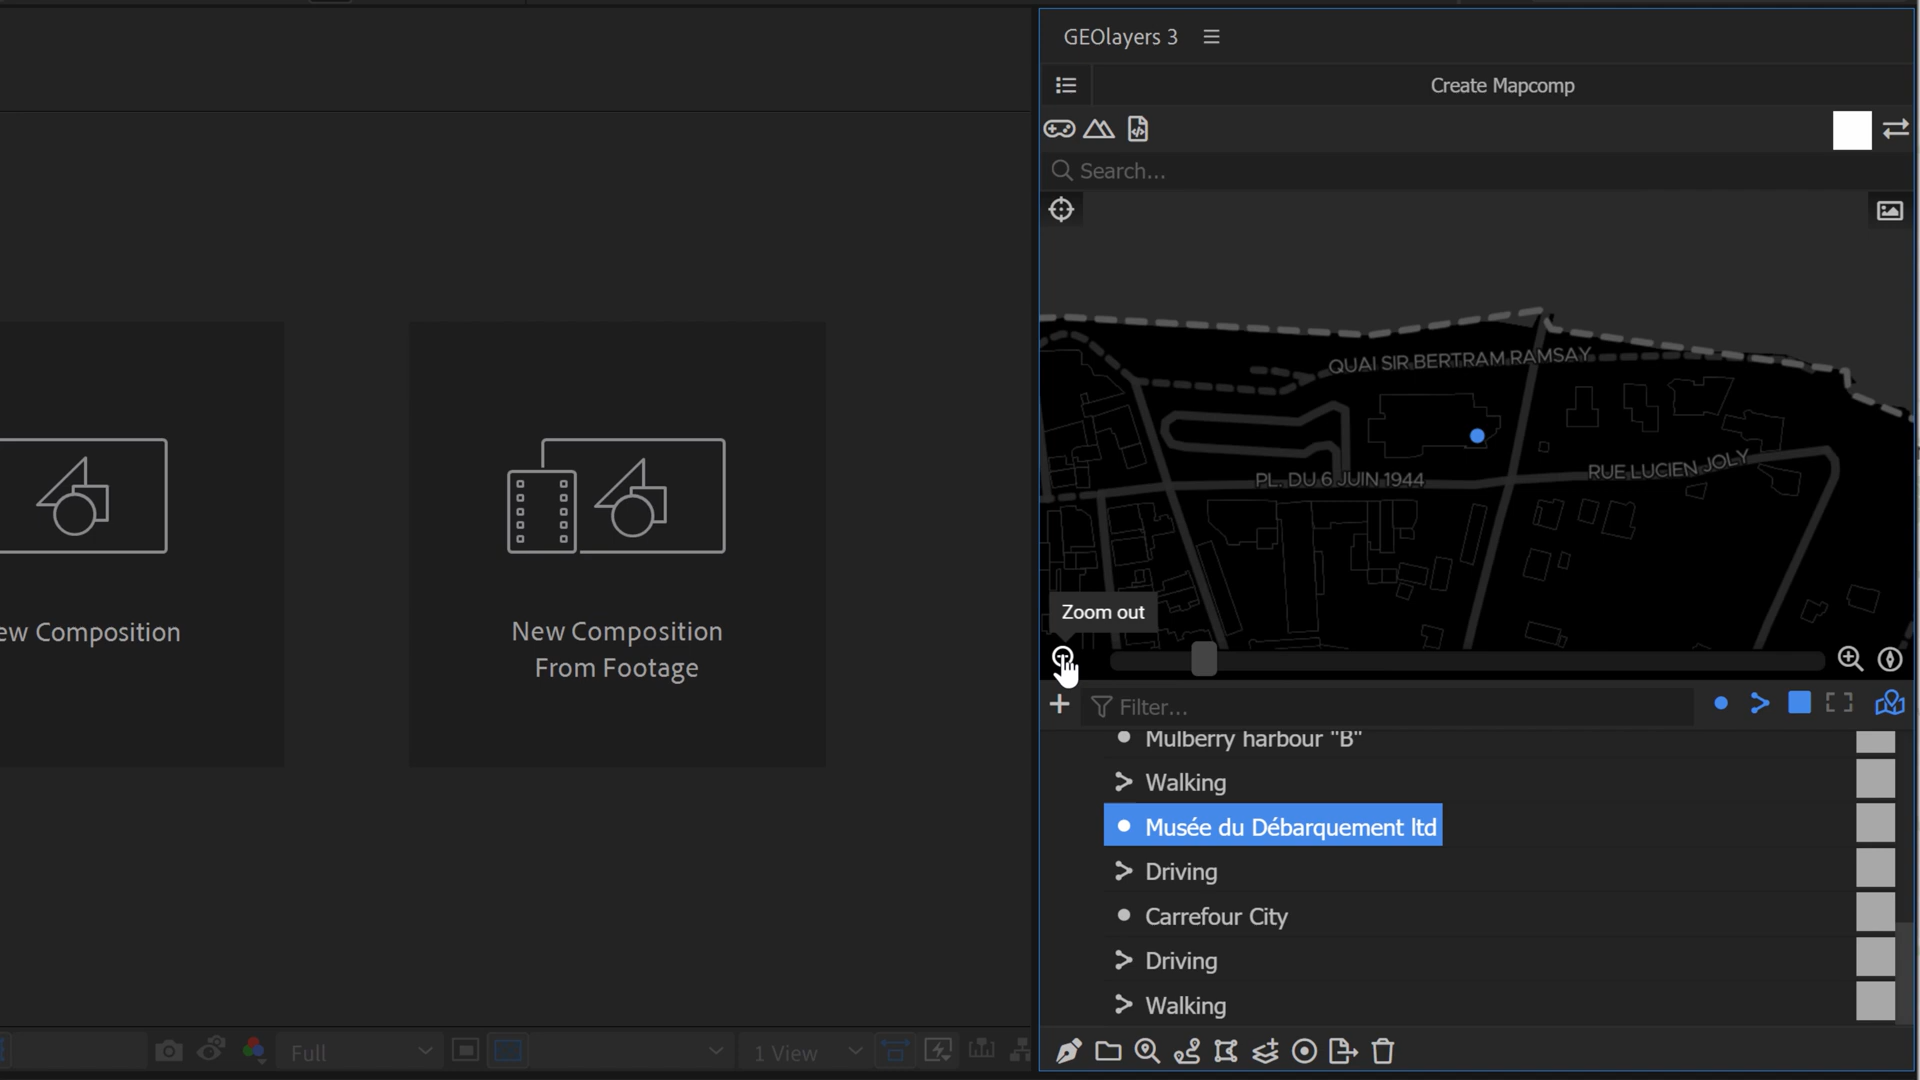 GEOlayers 3
Create Mapcomp
Search...
QUAI SIR BERTRAM RAMSAY
PL. DU 6 JUIN 1944
RUE LUCIEN JOLY
Zoom out
Filter...
Mulberry harbour "B"
Walking
Musée du Débarquement ltd
Driving
Carrefour City
Driving
Walking
ew Composition
New Composition
From Footage
Full
1 View